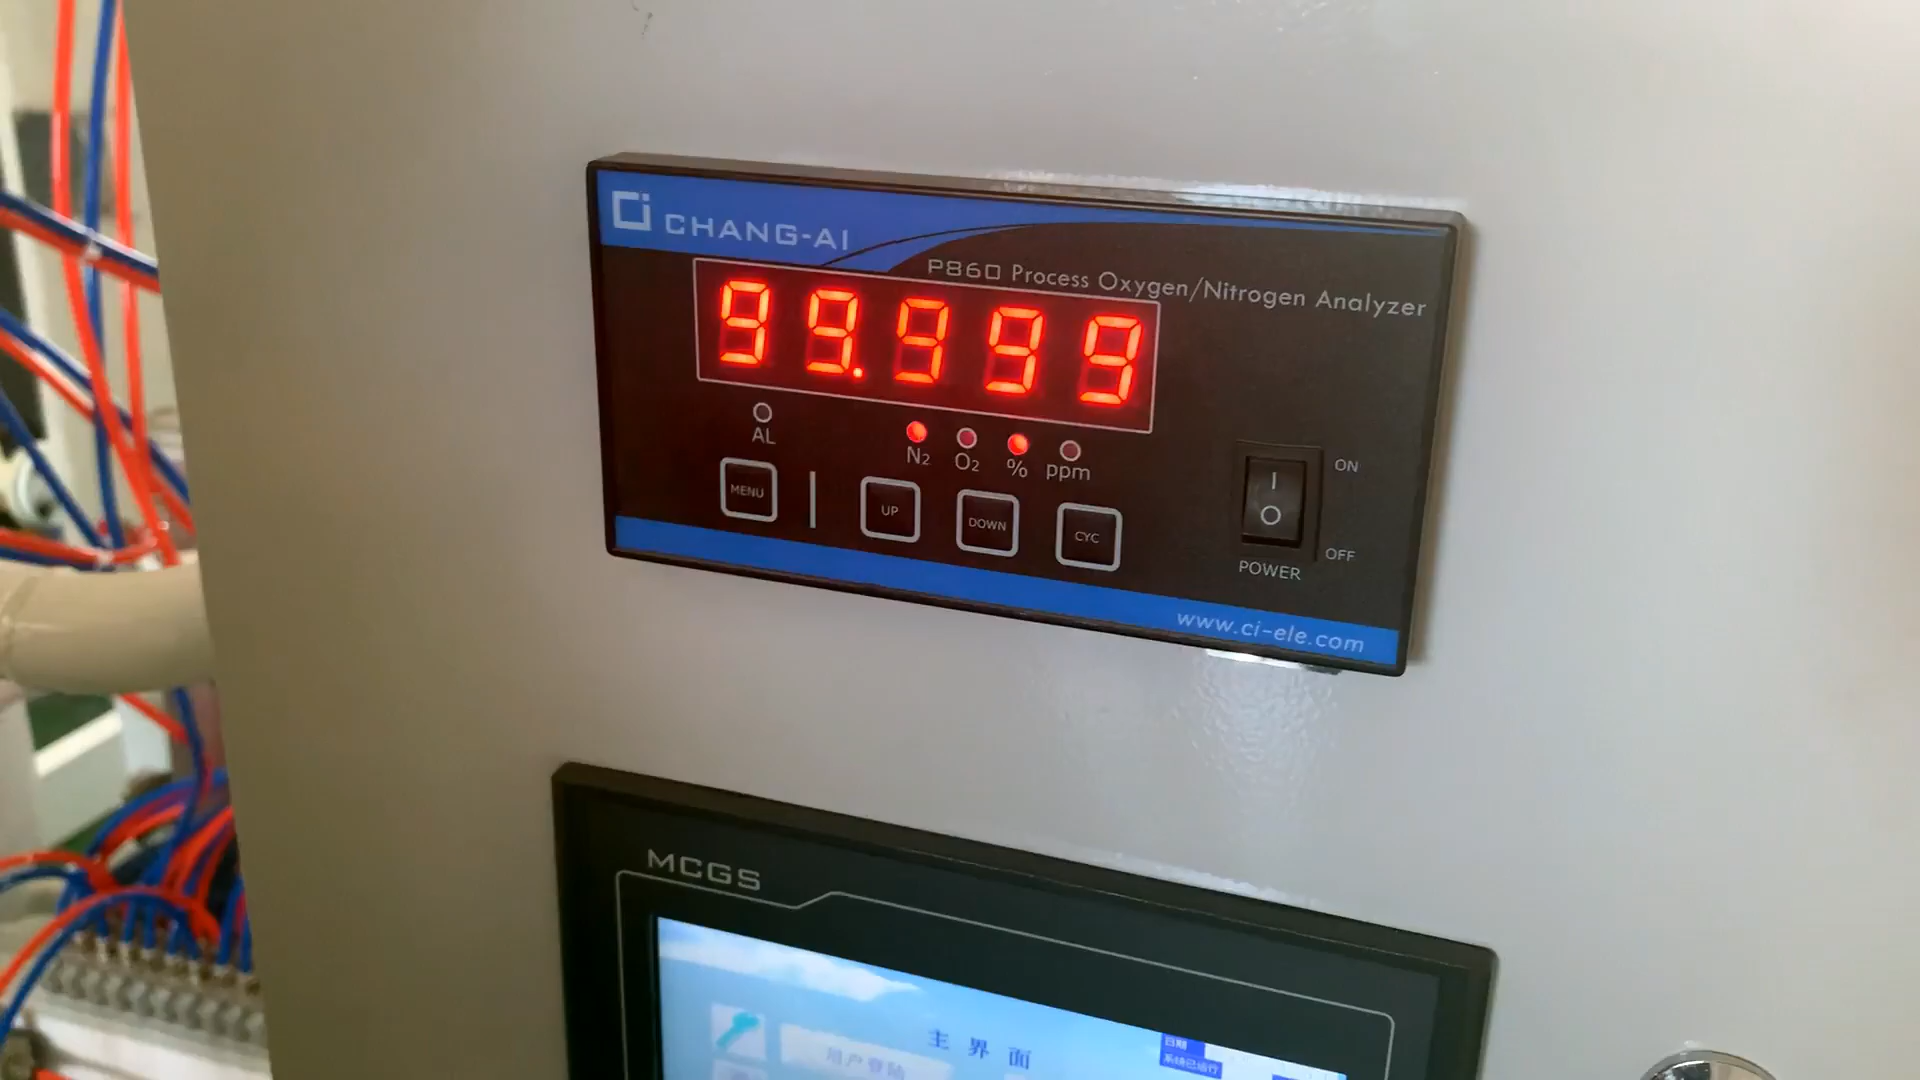 Ci CHANG-AI
P860 Process Oxygen/Nitrogen Analyzer
99.999
AL
N2 O2 % ppm
MENU
UP
DOWN
CYC
I
O
ON
OFF
POWER
www.ci-ele.com
MCGS
主界面
日期
用户登陆
系统已运行